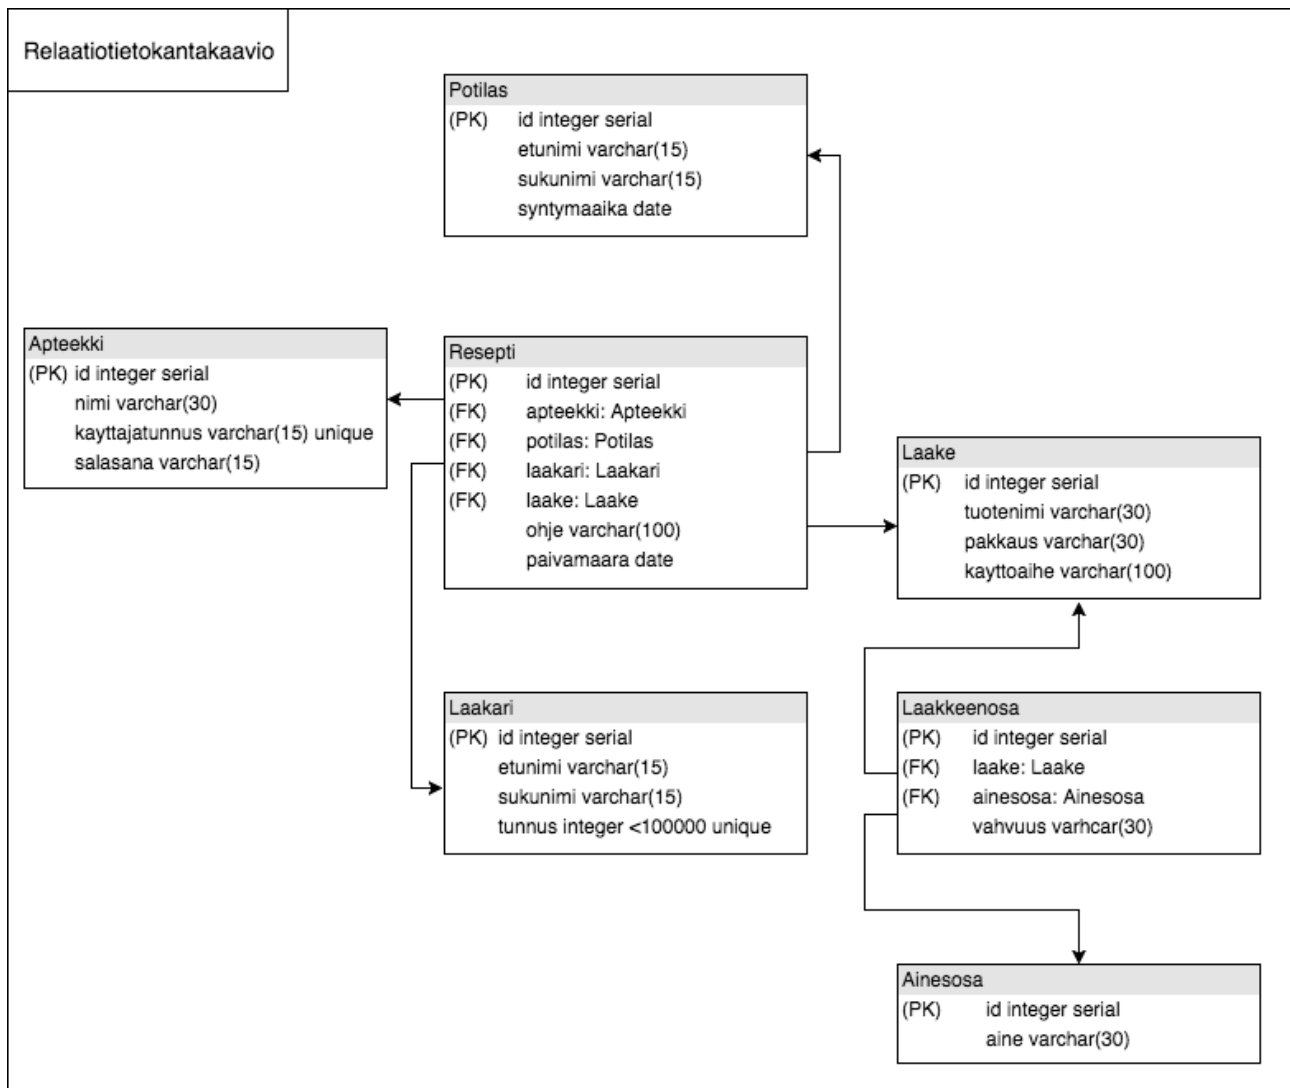 Relaatiotietokantakaavio
Potilas
(PK) id integer serial
etunimi varchar(15)
sukunimi varchar(15)
syntymaaika date
Apteekki
(PK) id integer serial
nimi varchar(30)
kayttajatunnus varchar(15) unique
salasana varchar(15)
Resepti
(PK) id integer serial
(FK) apteekki: Apteekki
(FK) potilas: Potilas
(FK) laakari: Laakari
(FK) laake: Laake
ohje varchar(100)
paivamaara date
Laake
(PK) id integer serial
tuotenimi varchar(30)
pakkaus varchar(30)
kayttoaihe varchar(100)
Laakari
(PK) id integer serial
etunimi varchar(15)
sukunimi varchar(15)
tunnus integer <100000 unique
Laakkeenosa
(PK) id integer serial
(FK) laake: Laake
(FK) ainesosa: Ainesosa
vahvuus varhcar(30)
Ainesosa
(PK) id integer serial
aine varchar(30)